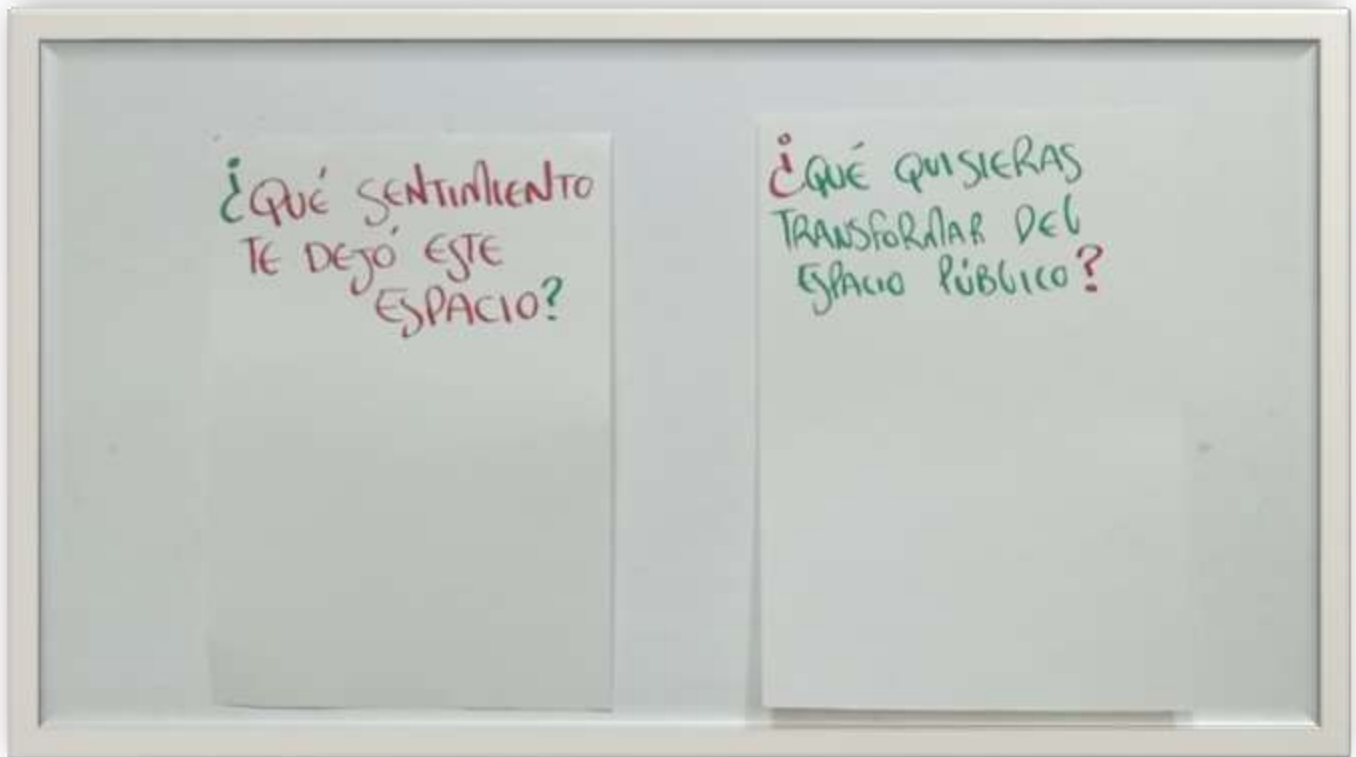 ¿QUÉ SENTIMIENTO
TE DEJÓ ESTE
ESPACIO?
¿QUÉ QUISIERAS
TRANSFORMAR DEL
ESPACIO PÚBLICO?